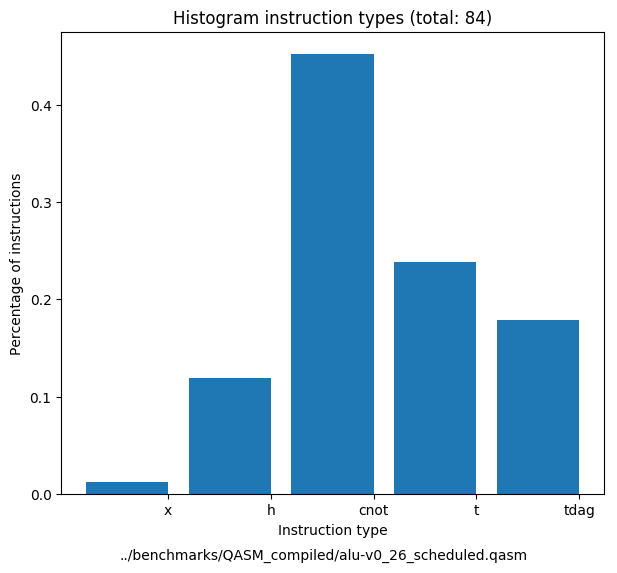 Histogram instruction types (total: 84)
Percentage of instructions
0.4
0.3
0.2
0.1
0.0
x h cnot t tdag
Instruction type
../benchmarks/QASM_compiled/alu-v0_26_scheduled.qasm